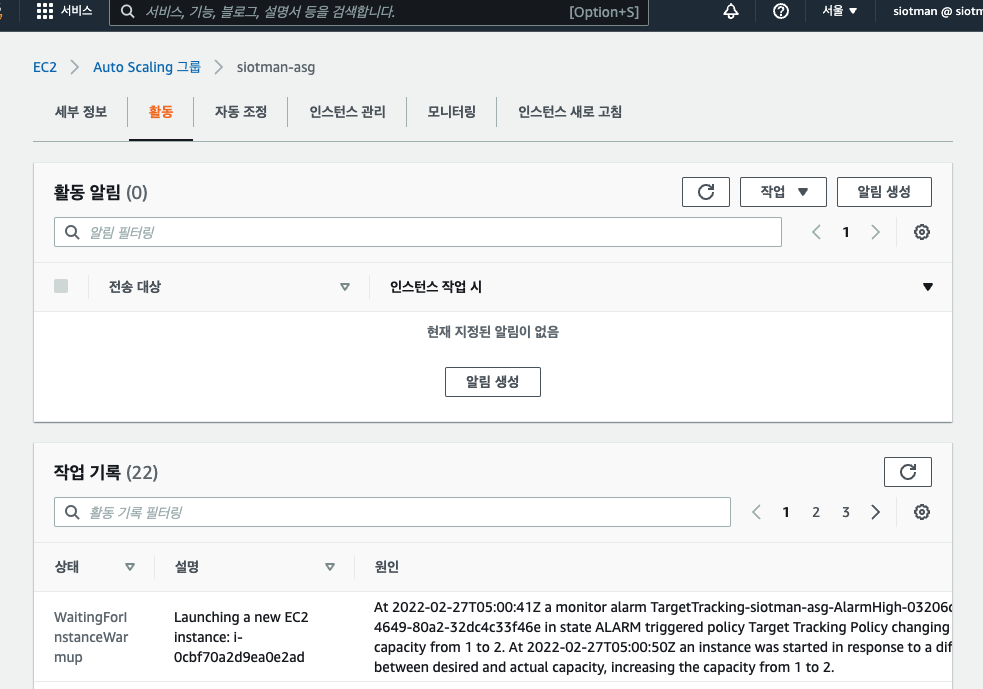 서비스
서비스, 기능, 블로그, 설명서 등을 검색합니다. [Option+S]
서울 ▼
siotman @ siotm
EC2 > Auto Scaling 그룹 > siotman-asg
세부 정보
활동
자동 조정
인스턴스 관리
모니터링
인스턴스 새로 고침
활동 알림 (0)
작업 ▼
알림 생성
알림 필터링
1
전송 대상
인스턴스 작업 시
현재 지정된 알림이 없음
알림 생성
작업 기록 (22)
활동 기록 필터링
1 2 3
상태
설명
원인
WaitingForI
nstanceWar
mup
Launching a new EC2
instance: i-
0cbf70a2d9ea0e2ad
At 2022-02-27T05:00:41Z a monitor alarm TargetTracking-siotman-asg-AlarmHigh-03206c
4649-80a2-32dc4c33f46e in state ALARM triggered policy Target Tracking Policy changing
capacity from 1 to 2. At 2022-02-27T05:00:50Z an instance was started in response to a dif
between desired and actual capacity, increasing the capacity from 1 to 2.